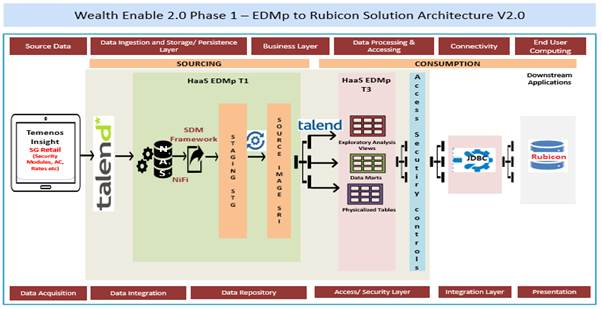 Wealth Enable 2.0 Phase 1 – EDMp to Rubicon Solution Architecture V2.0
Source Data
Data Ingestion and Storage/ Persistence
Layer
Business Layer
Data Processing &
Accessing
Connectivity
End User
Computing
SOURCING
CONSUMPTION
HaaS EDMp T1
HaaS EDMp
T3
Downstream
Applications
Temenos
Insight
SG Retail
(Security
Modules, AC,
Rates etc)
talend*
NAS
SDM
Framework
NiFi
STAGING STG
SOURCE IMAGE SRI
talend
Exploratory Analysis
Views
Data Marts
Physicalized Tables
Access Secutiry controls
JDBC
Rubicon
Data Acquisition
Data Integration
Data Repository
Access/ Security Layer
Integration Layer
Presentation